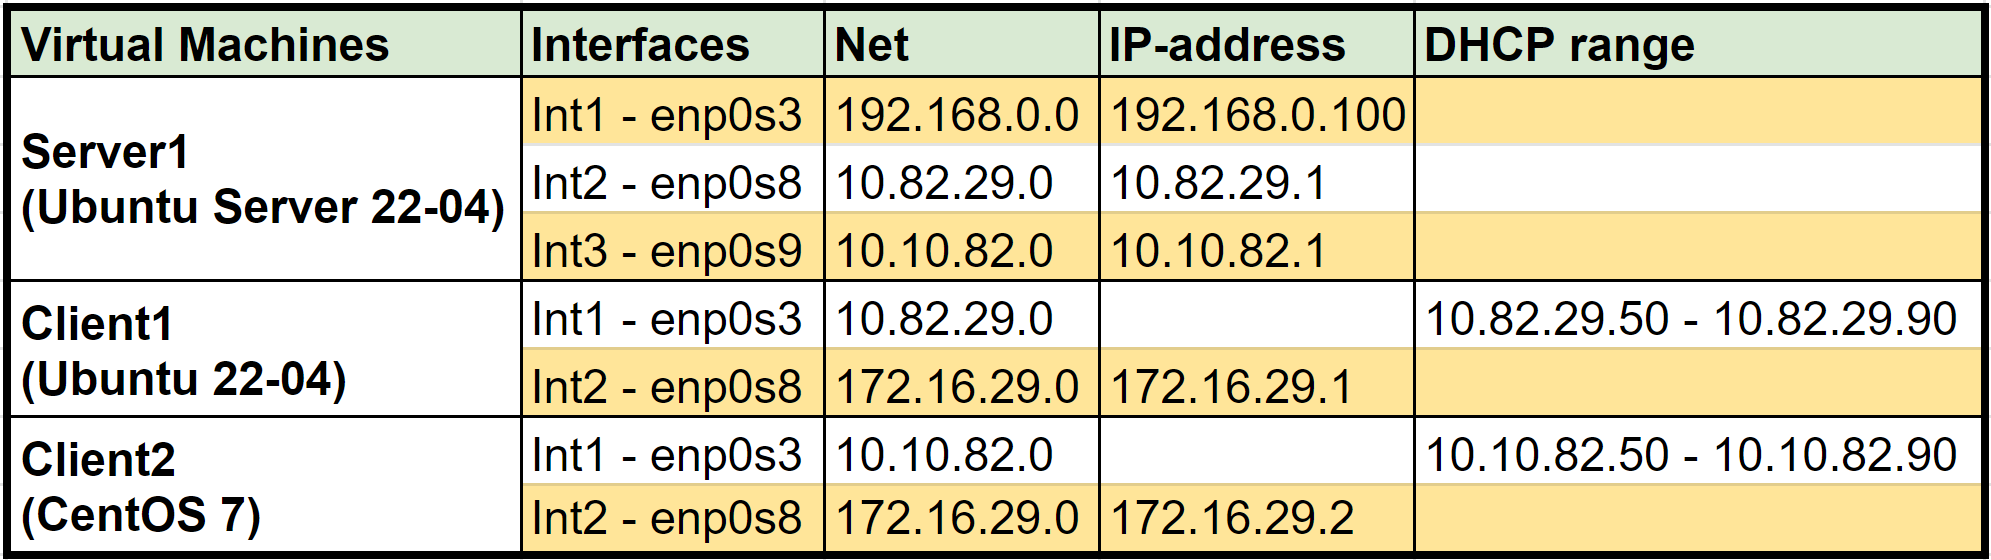 Virtual Machines Interfaces Net IP-address DHCP range
Server1
(Ubuntu Server 22-04)
Int1 - enp0s3 192.168.0.0 192.168.0.100
Int2 - enp0s8 10.82.29.0 10.82.29.1
Int3 - enp0s9 10.10.82.0 10.10.82.1
Client1
(Ubuntu 22-04)
Int1 - enp0s3 10.82.29.0 10.82.29.50 - 10.82.29.90
Int2 - enp0s8 172.16.29.0 172.16.29.1
Client2
(CentOS 7)
Int1 - enp0s3 10.10.82.0 10.10.82.50 - 10.10.82.90
Int2 - enp0s8 172.16.29.0 172.16.29.2